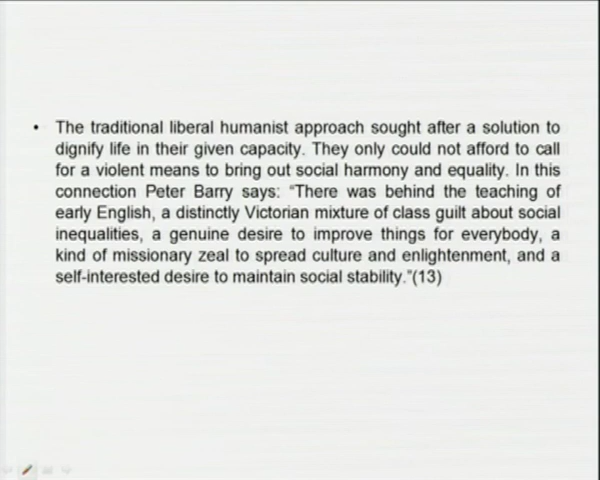 • The traditional liberal humanist approach sought after a solution to
dignify life in their given capacity. They only could not afford to call
for a violent means to bring out social harmony and equality. In this
connection Peter Barry says: "There was behind the teaching of
early English, a distinctly Victorian mixture of class guilt about social
inequalities, a genuine desire to improve things for everybody, a
kind of missionary zeal to spread culture and enlightenment, and a
self-interested desire to maintain social stability."(13)